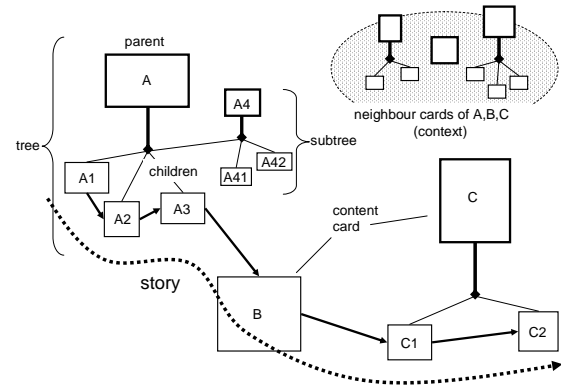 parent
A
A4
neighbour cards of A,B,C
(context)
tree
subtree
children
A1
A41
A42
A2
A3
content
card
C
story
B
C1
C2